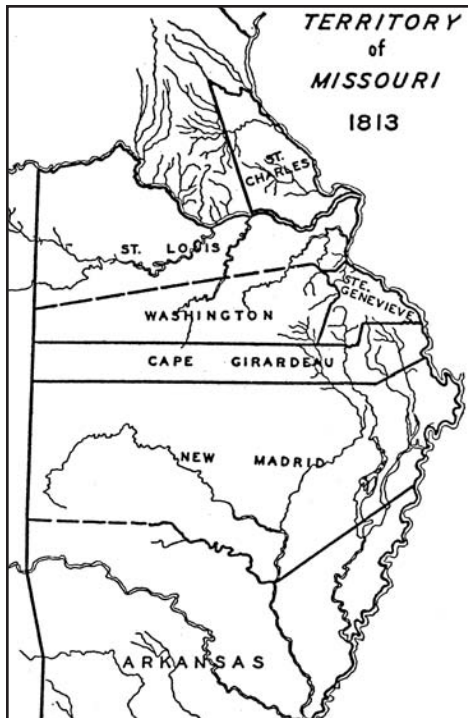 TERRITORY
of
MISSOURI
1813
ST.
CHARLES
ST. LOUIS
STE.
GENEVIEVE
WASHINGTON
CAPE GIRARDEAU
NEW MADRID
ARKANSAS